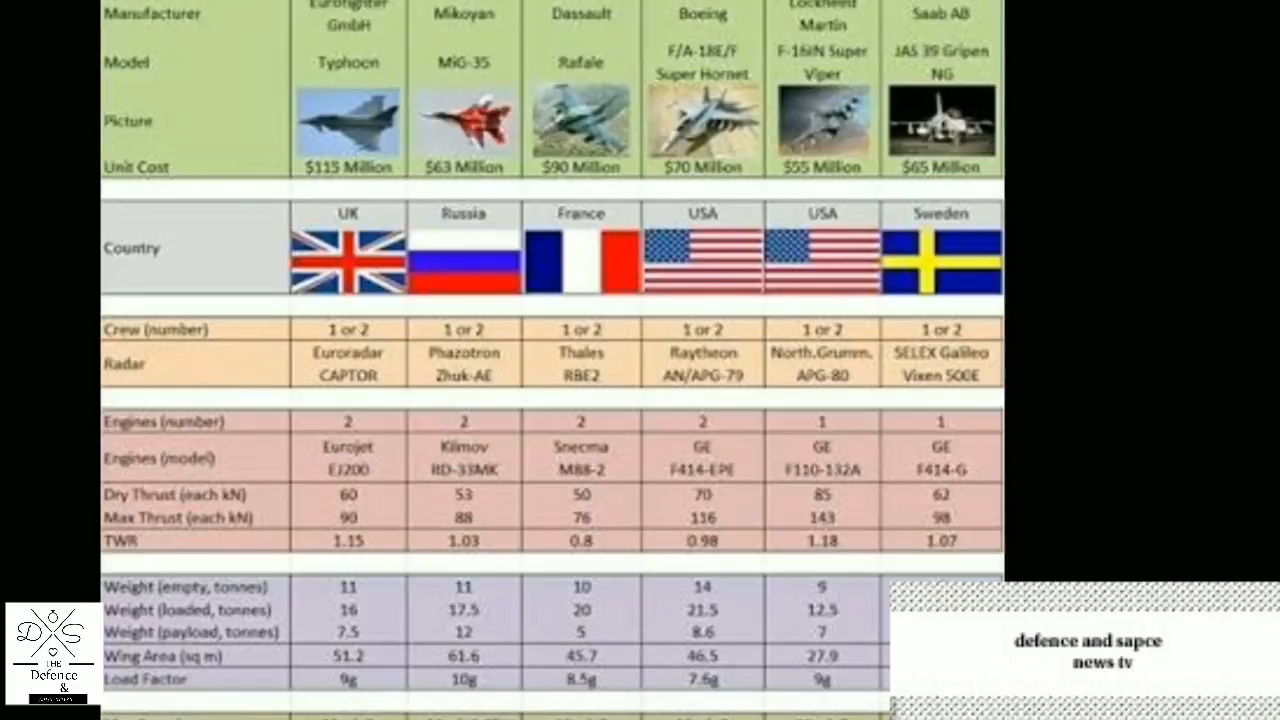 Manufacturer Eurofighter GmbH Mikoyan Dassault Boeing Lockheed Martin Saab AB
Model Typhoon MiG-35 Rafale F/A-18E/F Super Hornet F-16IN Super Viper JAS 39 Gripen NG
Picture
Unit Cost $115 Million $63 Million $90 Million $70 Million $55 Million $65 Million
Country UK Russia France USA USA Sweden
Crew (number) 1 or 2 1 or 2 1 or 2 1 or 2 1 or 2 1 or 2
Radar Euroradar CAPTOR Phazotron Zhuk-AE Thales RBE2 Raytheon AN/APG-79 North.Grumm. APG-80 SELEX Galileo Vixen 500E
Engines (number) 2 2 2 2 1 1
Engines (model) Eurojet EJ200 Klimov RD-33MK Snecma M88-2 GE F414-EPE GE F110-132A GE F414-G
Dry Thrust (each kN) 60 53 50 70 85 62
Max Thrust (each kN) 90 88 76 116 143 98
TWR 1.15 1.03 0.8 0.98 1.18 1.07
Weight (empty, tonnes) 11 11 10 14 9
Weight (loaded, tonnes) 16 17.5 20 21.5 12.5
Weight (payload, tonnes) 7.5 12 5 8.6 7
Wing Area (sq m) 51.2 61.6 45.7 46.5 27.9
Load Factor 9g 10g 8.5g 7.6g 9g
D S
THE
Defence
&
defence and sapce
news tv